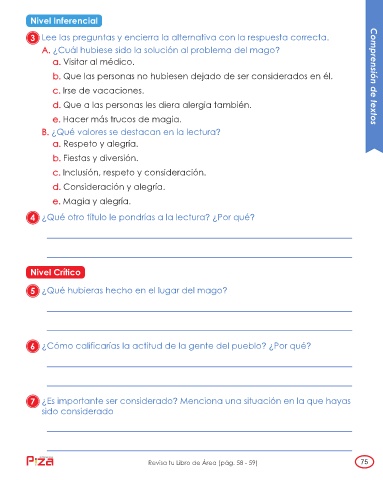 Nivel Inferencial
3 Lee las preguntas y encierra la alternativa con la respuesta correcta.
A. ¿Cuál hubiese sido la solución al problema del mago?
a. Visitar al médico.
b. Que las personas no hubiesen dejado de ser considerados en él.
c. Irse de vacaciones.
d. Que a las personas les diera alergia también.
e. Hacer más trucos de magia.
B. ¿Qué valores se destacan en la lectura?
a. Respeto y alegría.
b. Fiestas y diversión.
c. Inclusión, respeto y consideración.
d. Consideración y alegría.
e. Magia y alegría.
4 ¿Qué otro título le pondrías a la lectura? ¿Por qué?
Nivel Crítico
5 ¿Qué hubieras hecho en el lugar del mago?
6 ¿Cómo calificarías la actitud de la gente del pueblo? ¿Por qué?
7 ¿Es importante ser considerado? Menciona una situación en la que hayas
sido considerado
Comprensión de textos
Revisa tu Libro de Área (pág. 58 - 59)
75